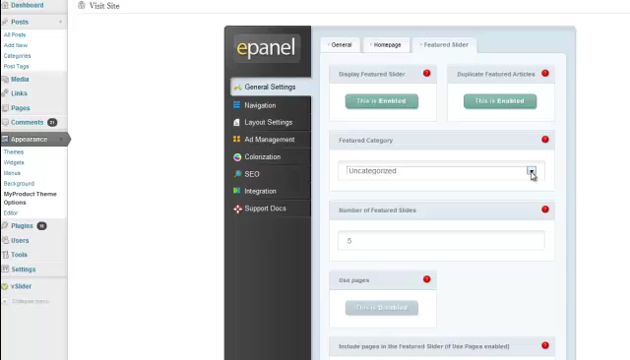 Dashboard
Visit Site
Posts
All Posts
Add New
Categories
Post Tags
Media
Links
Pages
Comments 21
Appearance
Themes
Widgets
Menus
Background
MyProduct Theme
Options
Editor
Plugins
Users
Tools
Settings
xSlider
Collapse menu
epanel
General Settings
Navigation
Layout Settings
Ad Management
Colorization
SEO
Integration
Support Docs
General
Homepage
Featured Slider
Display Featured Slider
Duplicate Featured Articles
This is Enabled
This is Enabled
Featured Category
Uncategorized
Number of Featured Slides
5
Use pages
This is Disabled
Include pages in the Featured Slider (if Use Pages enabled)